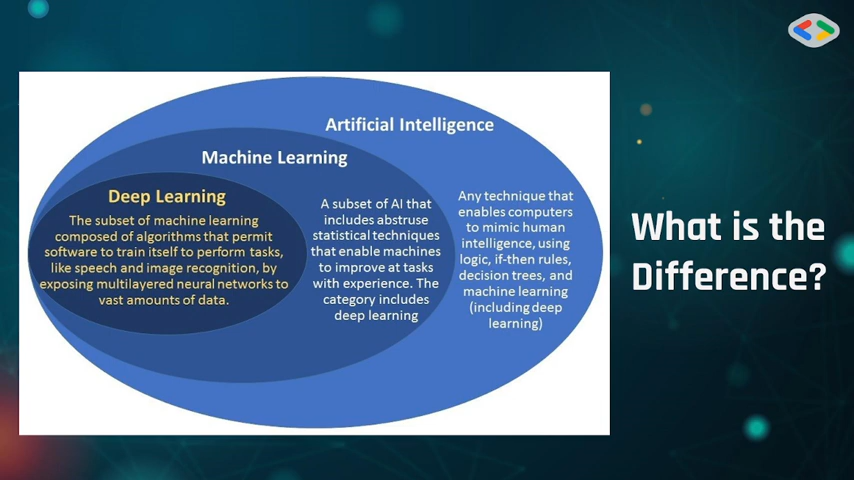 Artificial Intelligence
Machine Learning
Deep Learning
The subset of machine learning
composed of algorithms that permit
software to train itself to perform tasks,
like speech and image recognition, by
exposing multilayered neural networks to
vast amounts of data.
A subset of AI that
includes abstruse
statistical techniques
that enable machines
to improve at tasks
with experience. The
category includes
deep learning
Any technique that
enables computers
to mimic human
intelligence, using
logic, if-then rules,
decision trees, and
machine learning
(including deep
learning)
What is the
Difference?